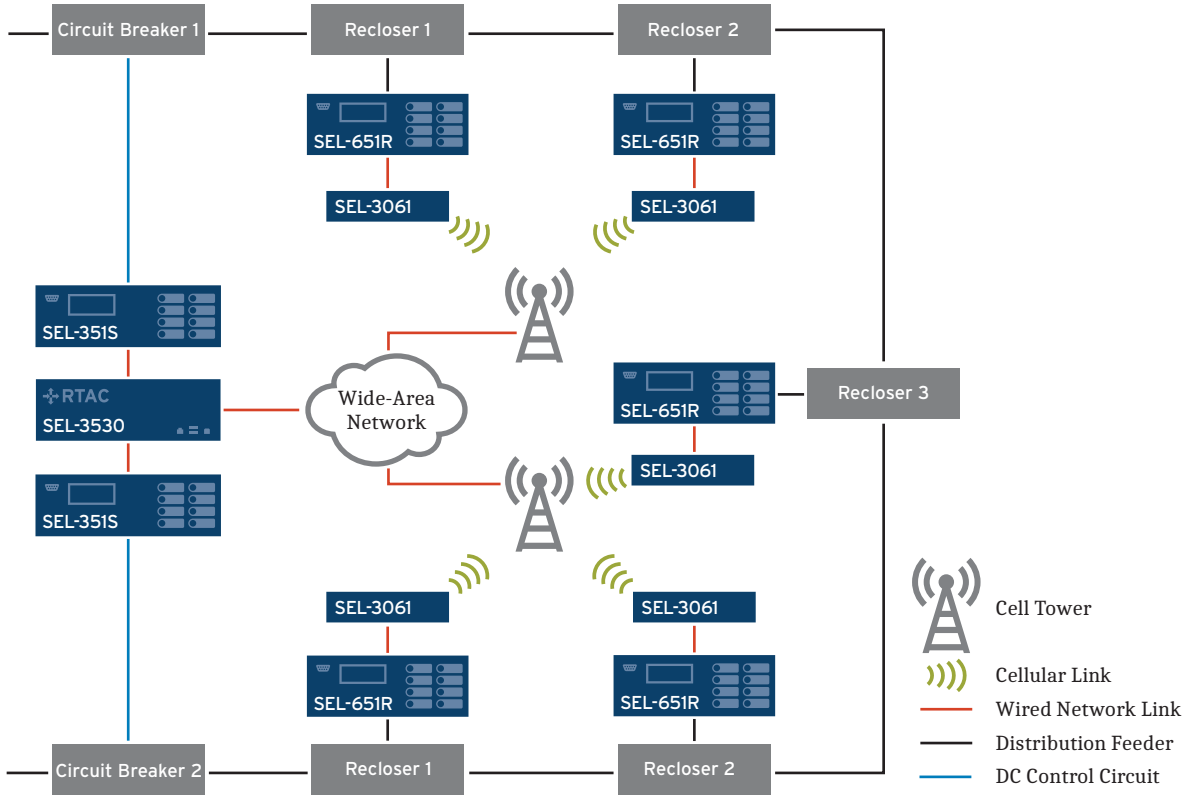 Circuit Breaker 1
Recloser 1
Recloser 2
SEL-651R
SEL-651R
SEL-3061
SEL-3061
SEL-351S
RTAC
SEL-3530
SEL-351S
Wide-Area
Network
SEL-651R
Recloser 3
SEL-3061
SEL-3061
SEL-3061
SEL-651R
SEL-651R
Circuit Breaker 2
Recloser 1
Recloser 2
Cell Tower
Cellular Link
Wired Network Link
Distribution Feeder
DC Control Circuit